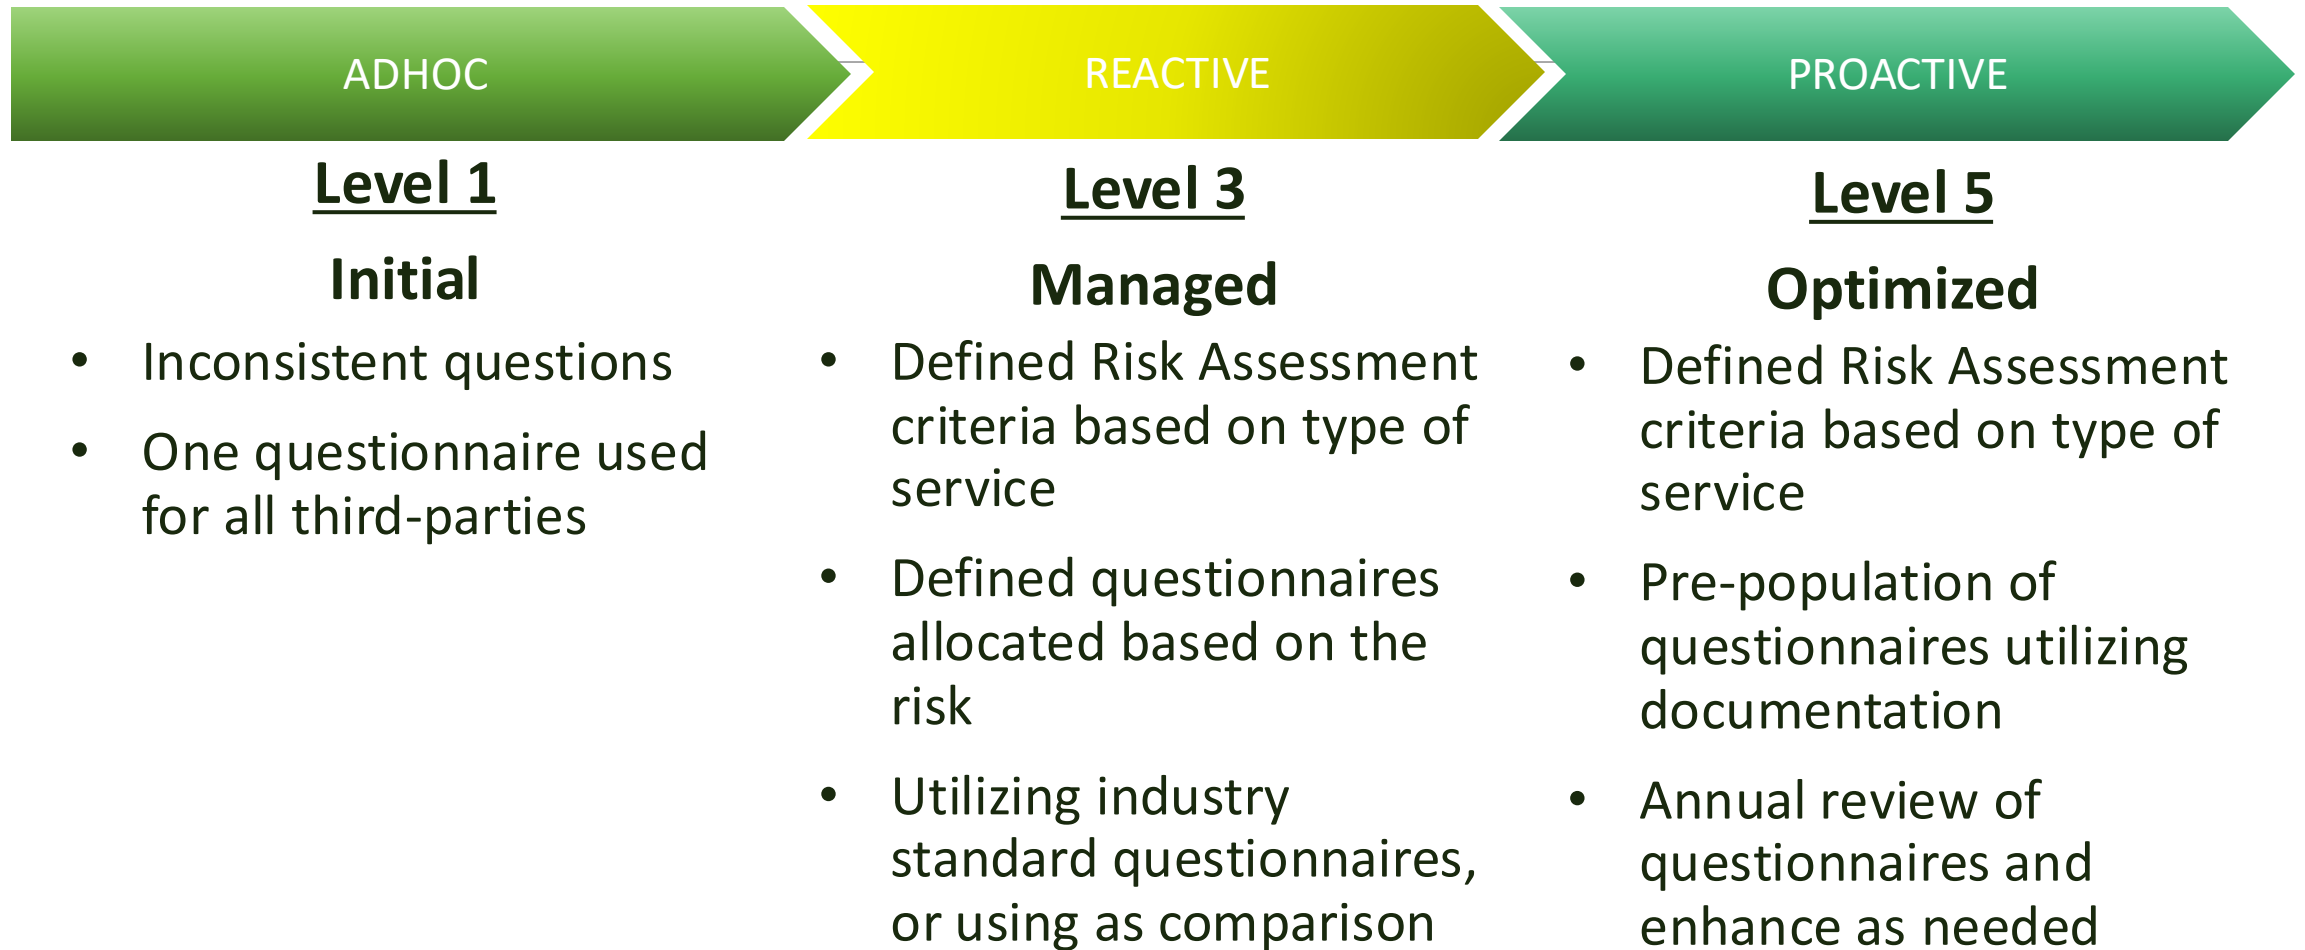 ADHOC
REACTIVE
PROACTIVE
Level 1
Initial
• Inconsistent questions
• One questionnaire used
for all third-parties
Level 3
Managed
• Defined Risk Assessment
criteria based on type of
service
• Defined questionnaires
allocated based on the
risk
• Utilizing industry
standard questionnaires,
or using as comparison
Level 5
Optimized
• Defined Risk Assessment
criteria based on type of
service
• Pre-population of
questionnaires utilizing
documentation
• Annual review of
questionnaires and
enhance as needed